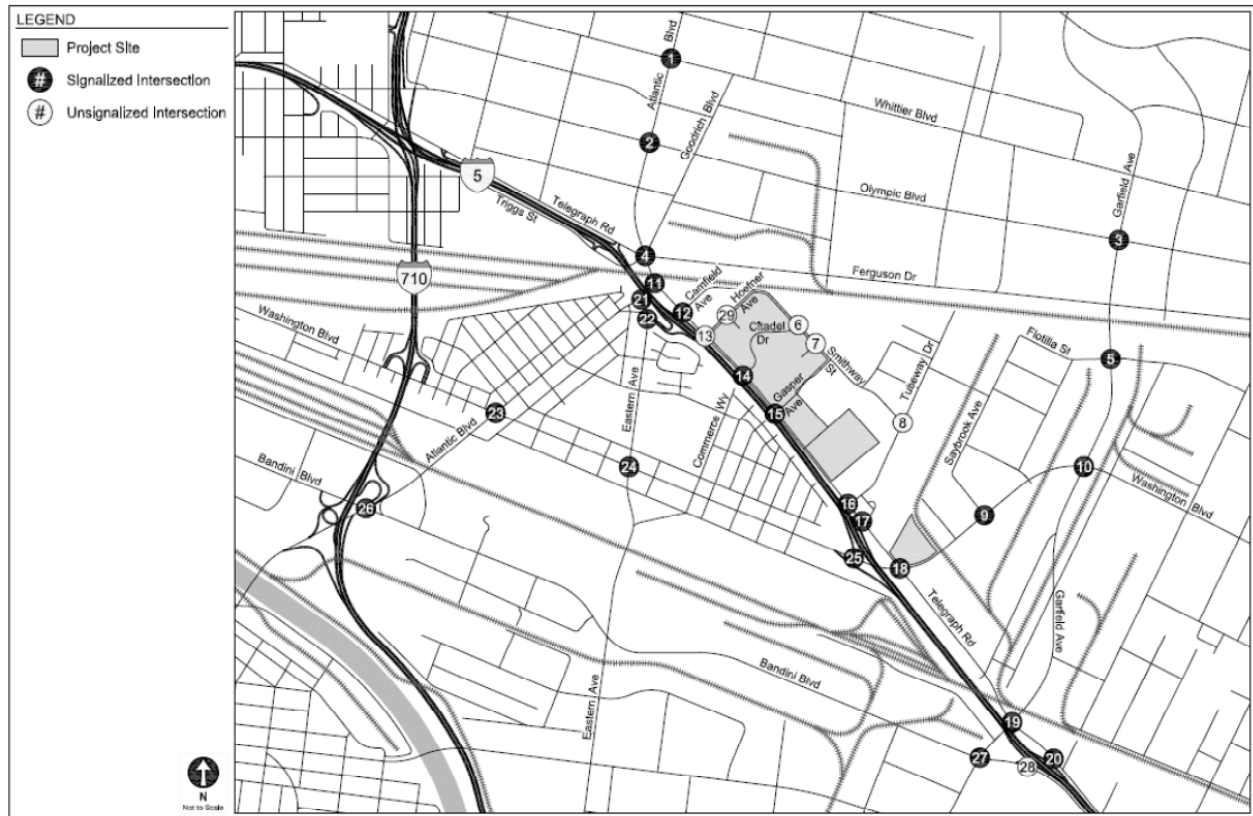 LEGEND
Project Site
# Signalized Intersection
# Unsignalized Intersection
N
Not to Scale
Blvd
1
Atlantic
Goodrich Blvd
Whittier Blvd
2
5
Telegraph Rd
Triggs St
Olympic Blvd
Garfield Ave
3
4
Ferguson Dr
710
11
21
22
12
Camfield Ave
Hoefner Ave
29
13
Citadel Dr
6
7
Smithway St
Tubeway Dr
Flotilla St
5
Washington Blvd
14
Gasper Ave
15
Eastern Ave
Commerce Wy
23
Atlantic Blvd
8
Saybrook Ave
24
10
Washington Blvd
Bandini Blvd
26
16
17
9
25
18
Telegraph Rd
Garfield Ave
Bandini Blvd
Eastern Ave
19
27
28
20